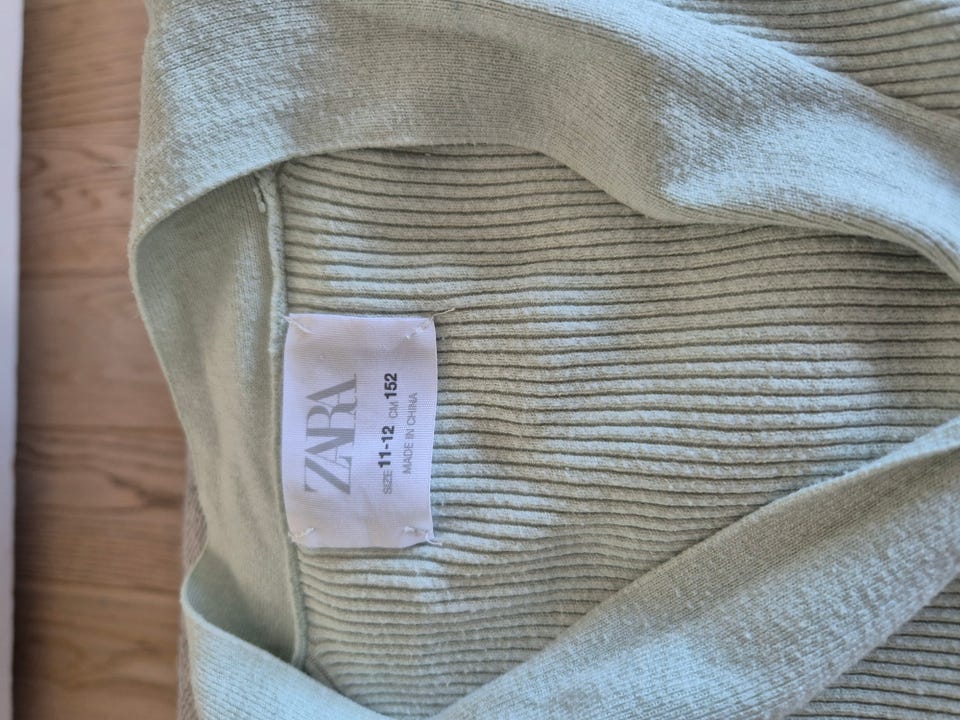 ZARA
SIZE 11-12 CM 152
MADE IN CHINA